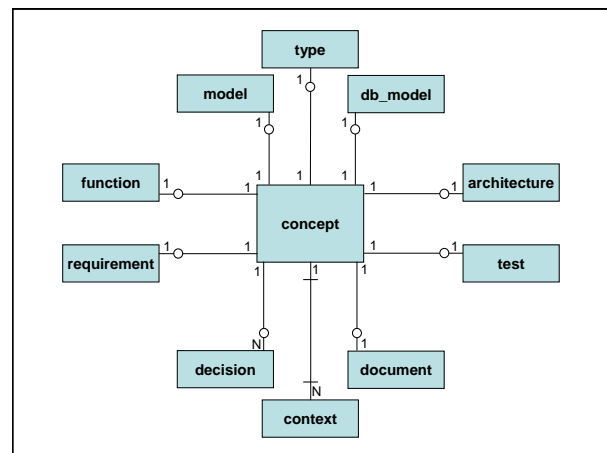 type
model
db_model
1
1
1
1
1
1
function
1
1
1
1
architecture
concept
requirement
1
1
1
1
test
1
1
1
N
1
decision
document
N
context